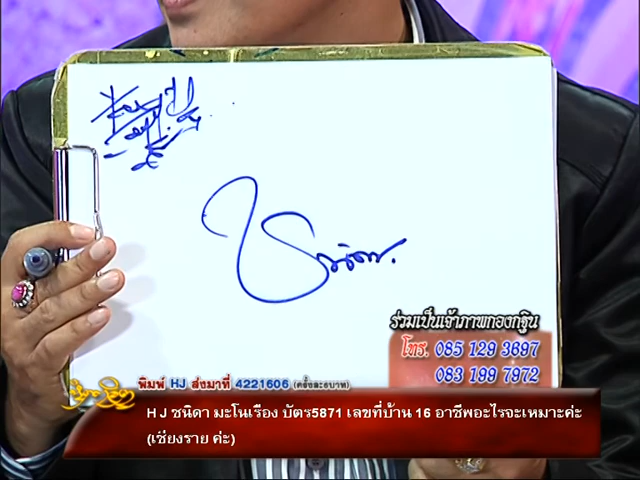 ร่วมเป็นเจ้าภาพกองกฐิน
โทร. 085 129 3697
083 199 7972
พิมพ์ HJ ส่งมาที่ 4221606 (ครั้งละ6บาท)
H J ชนิดา มะโนเรือง บัตร5871 เลขที่บ้าน 16 อาชีพอะไรจะเหมาะค่ะ
(เชียงราย ค่ะ)